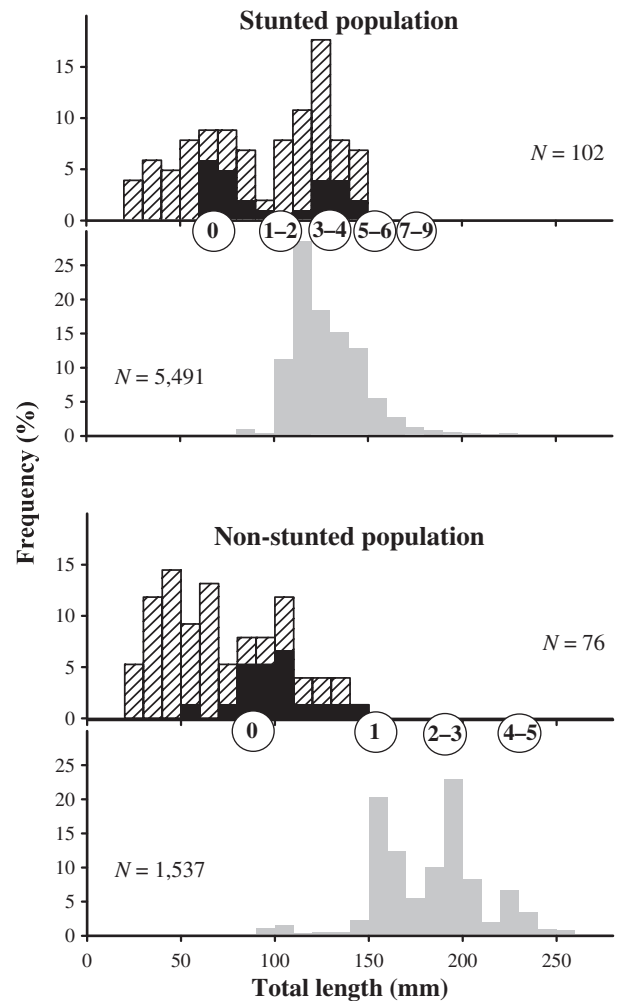 Stunted population
15
10
5
0
N = 102
0 1–2 3–4 5–6 7–9
25
20
15
10
5
0
N = 5,491
Frequency (%)
Non-stunted population
15
10
5
0
N = 76
0 1 2–3 4–5
25
20
15
10
5
0
N = 1,537
0 50 100 150 200 250
Total length (mm)